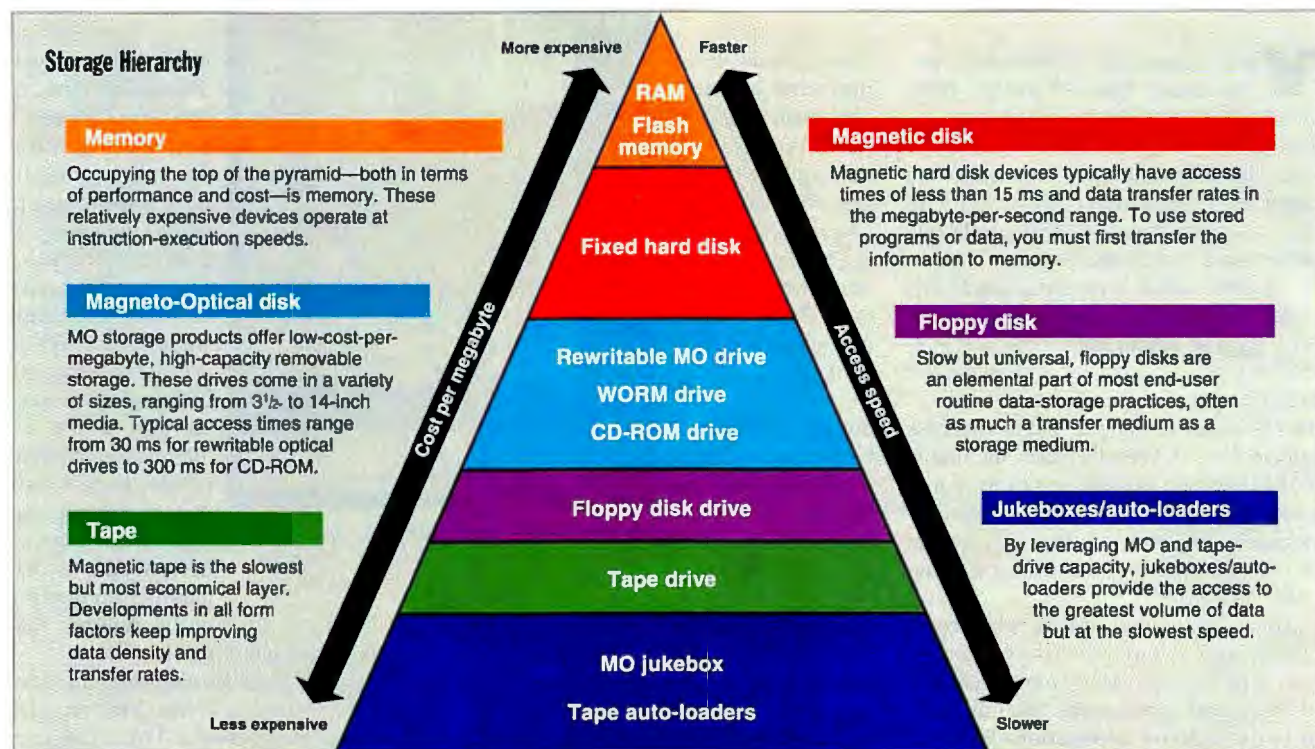 Storage Hierarchy
More expensive
Faster
Memory
Occupying the top of the pyramid—both in terms
of performance and cost—is memory. These
relatively expensive devices operate at
instruction-execution speeds.
Magneto-Optical disk
MO storage products offer low-cost-per-
megabyte, high-capacity removable
storage. These drives come in a variety
of sizes, ranging from 3½- to 14-inch
media. Typical access times range
from 30 ms for rewritable optical
drives to 300 ms for CD-ROM.
Tape
Magnetic tape is the slowest
but most economical layer.
Developments in all form
factors keep improving
data density and
transfer rates.
Less expensive
Cost per megabyte
RAM
Flash
memory
Fixed hard disk
Rewritable MO drive
WORM drive
CD-ROM drive
Floppy disk drive
Tape drive
MO jukebox
Tape auto-loaders
Access speed
Magnetic disk
Magnetic hard disk devices typically have access
times of less than 15 ms and data transfer rates in
the megabyte-per-second range. To use stored
programs or data, you must first transfer the
information to memory.
Floppy disk
Slow but universal, floppy disks are
an elemental part of most end-user
routine data-storage practices, often
as much a transfer medium as a
storage medium.
Jukeboxes/auto-loaders
By leveraging MO and tape-
drive capacity, jukeboxes/auto-
loaders provide the access to
the greatest volume of data
but at the slowest speed.
Slower